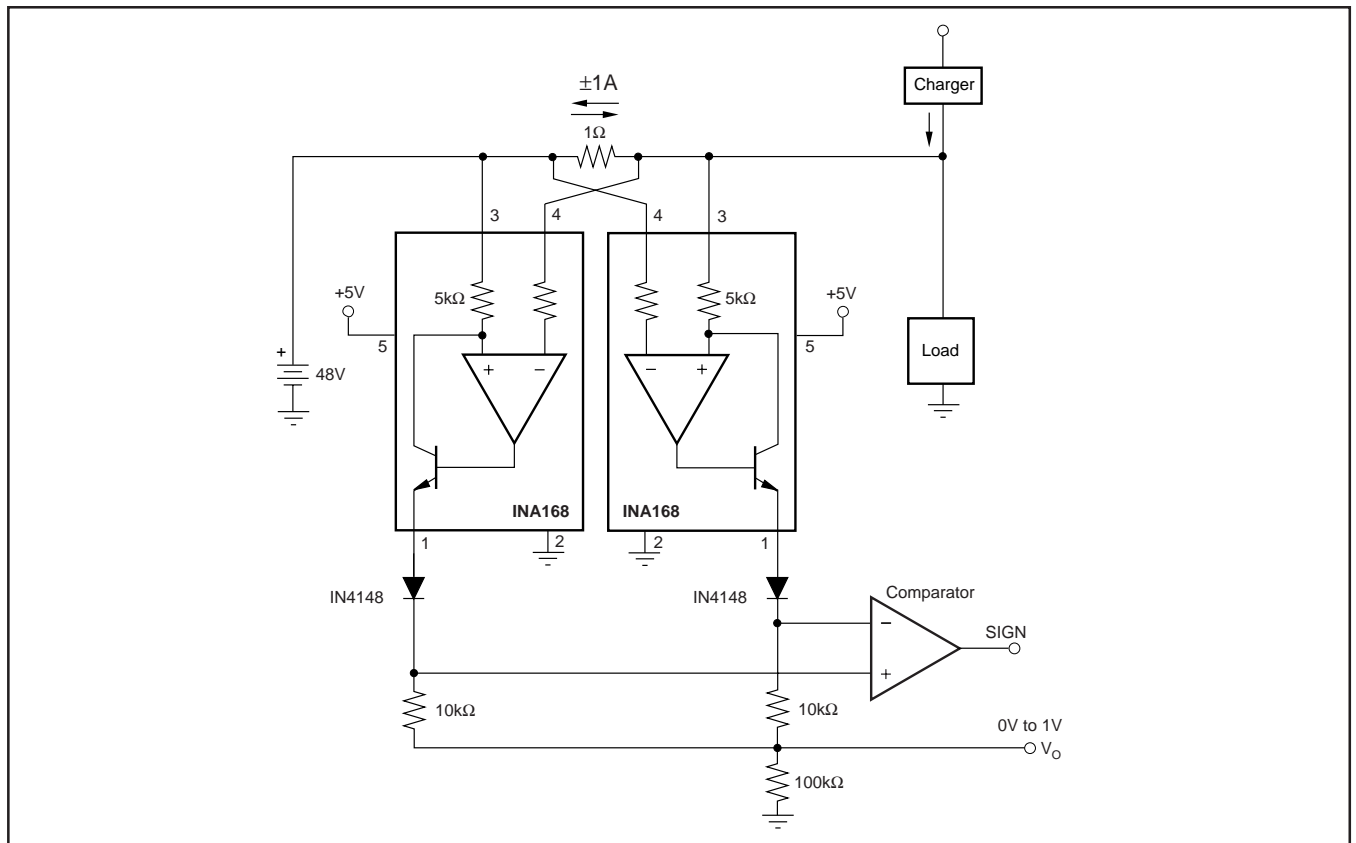 Charger
±1A
1Ω
3
4
4
3
+5V
5kΩ
5kΩ
+5V
5
5
Load
+
48V
+
−
−
+
INA168
INA168
1
2
2
1
IN4148
IN4148
Comparator
−
SIGN
+
10kΩ
10kΩ
0V to 1V
VO
100kΩ